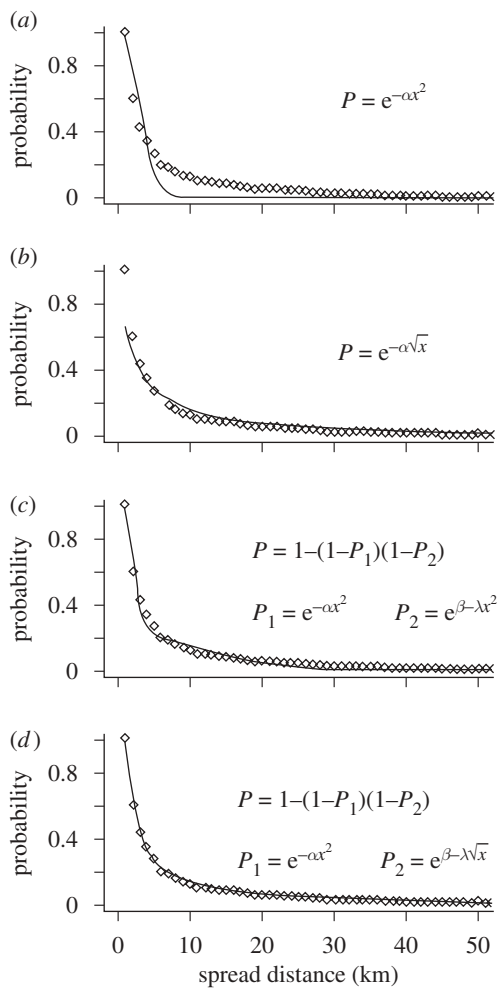 (a)
probability
0.8
0.4
0
P = e^{−αx²}
(b)
probability
0.8
0.4
0
P = e^{−α√x}
(c)
probability
0.8
0.4
0
P = 1–(1–P₁)(1–P₂)
P₁ = e^{−αx²} P₂ = e^{β−λx²}
(d)
probability
0.8
0.4
0
P = 1–(1–P₁)(1–P₂)
P₁ = e^{−αx²} P₂ = e^{β−λ√x}
0 10 20 30 40 50
spread distance (km)